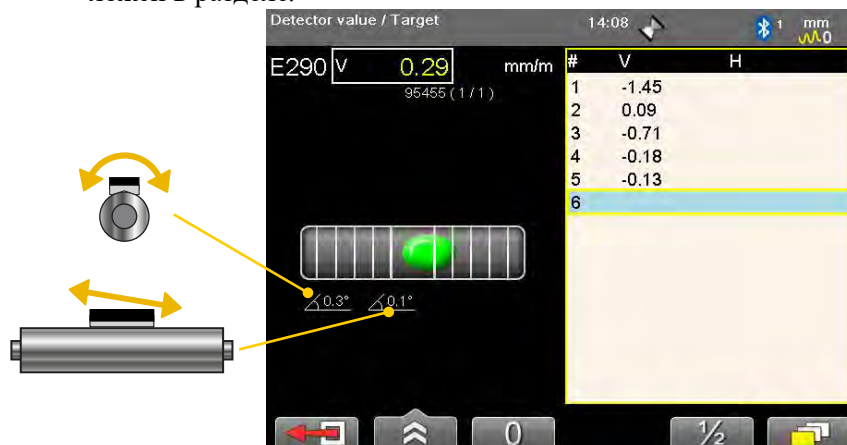 Detector value / Target 14:08 1 mm 0
E290 V 0.29 mm/m
95455 ( 1 / 1 )
# V H
1 -1.45
2 0.09
3 -0.71
4 -0.18
5 -0.13
6
0.3° 0.1°
0 ½